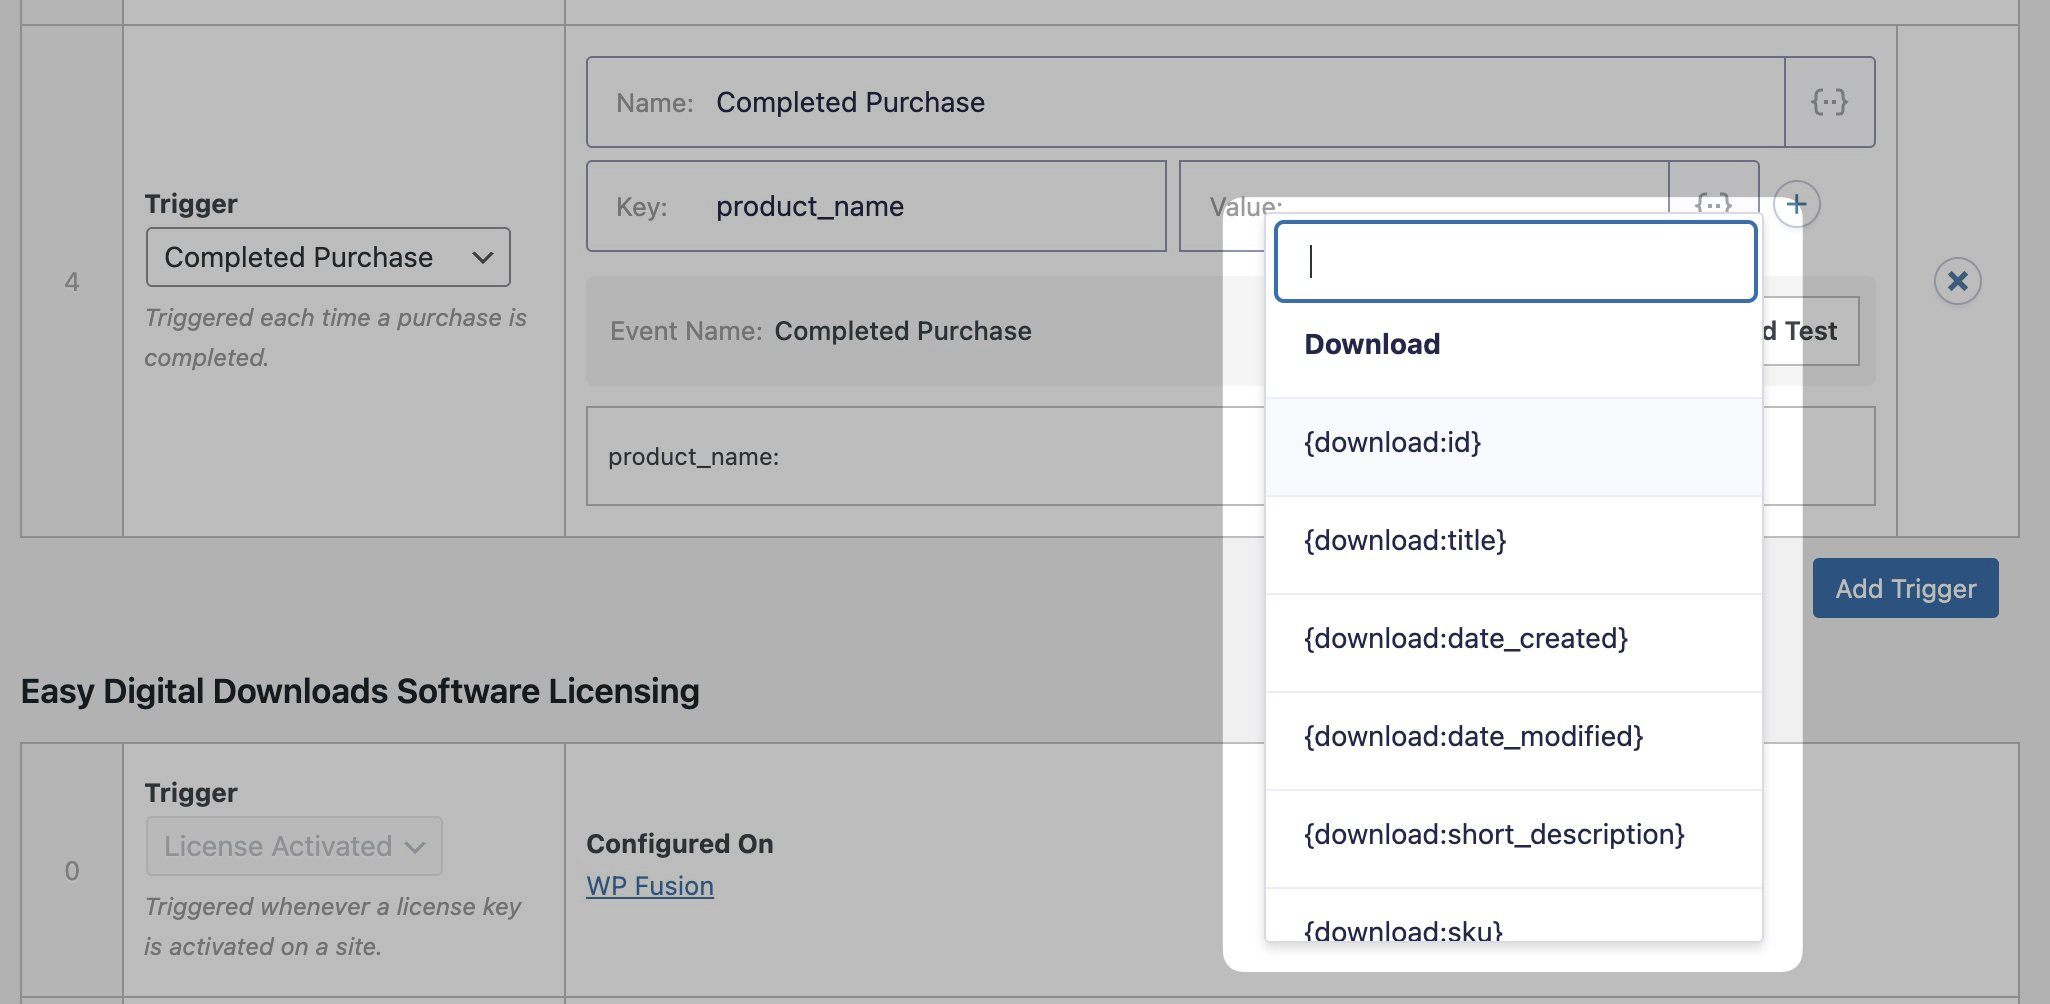 Name: Completed Purchase {··}
Key: product_name
Value: {··} +
4
Trigger
Completed Purchase
Triggered each time a purchase is
completed.
Event Name: Completed Purchase
d Test
product_name:
Download
{download:id}
{download:title}
{download:date_created}
{download:date_modified}
{download:short_description}
{download:sku}
Add Trigger
Easy Digital Downloads Software Licensing
0
Trigger
License Activated
Triggered whenever a license key
is activated on a site.
Configured On
WP Fusion